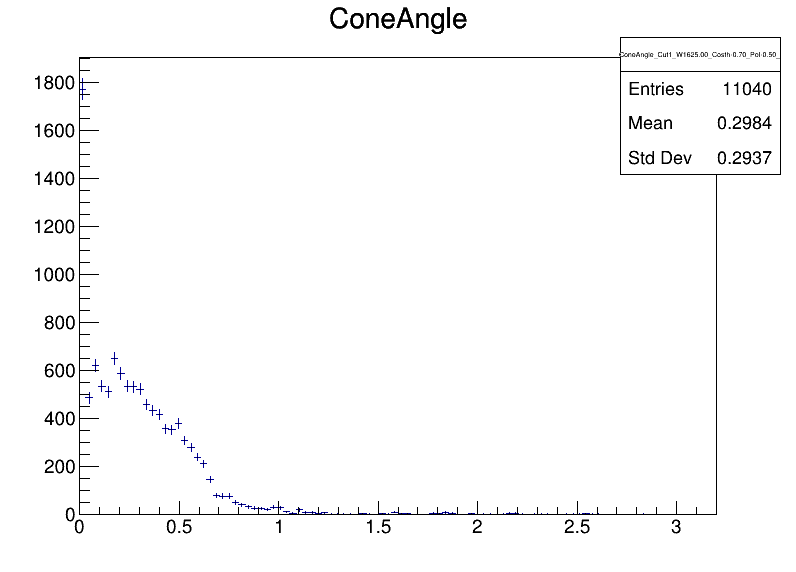 ConeAngle
ConeAngle_Cut1_W1625.00_Costh-0.70_Pol-0.50_
Entries 11040
Mean 0.2984
Std Dev 0.2937
1800
1600
1400
1200
1000
800
600
400
200
0
0 0.5 1 1.5 2 2.5 3